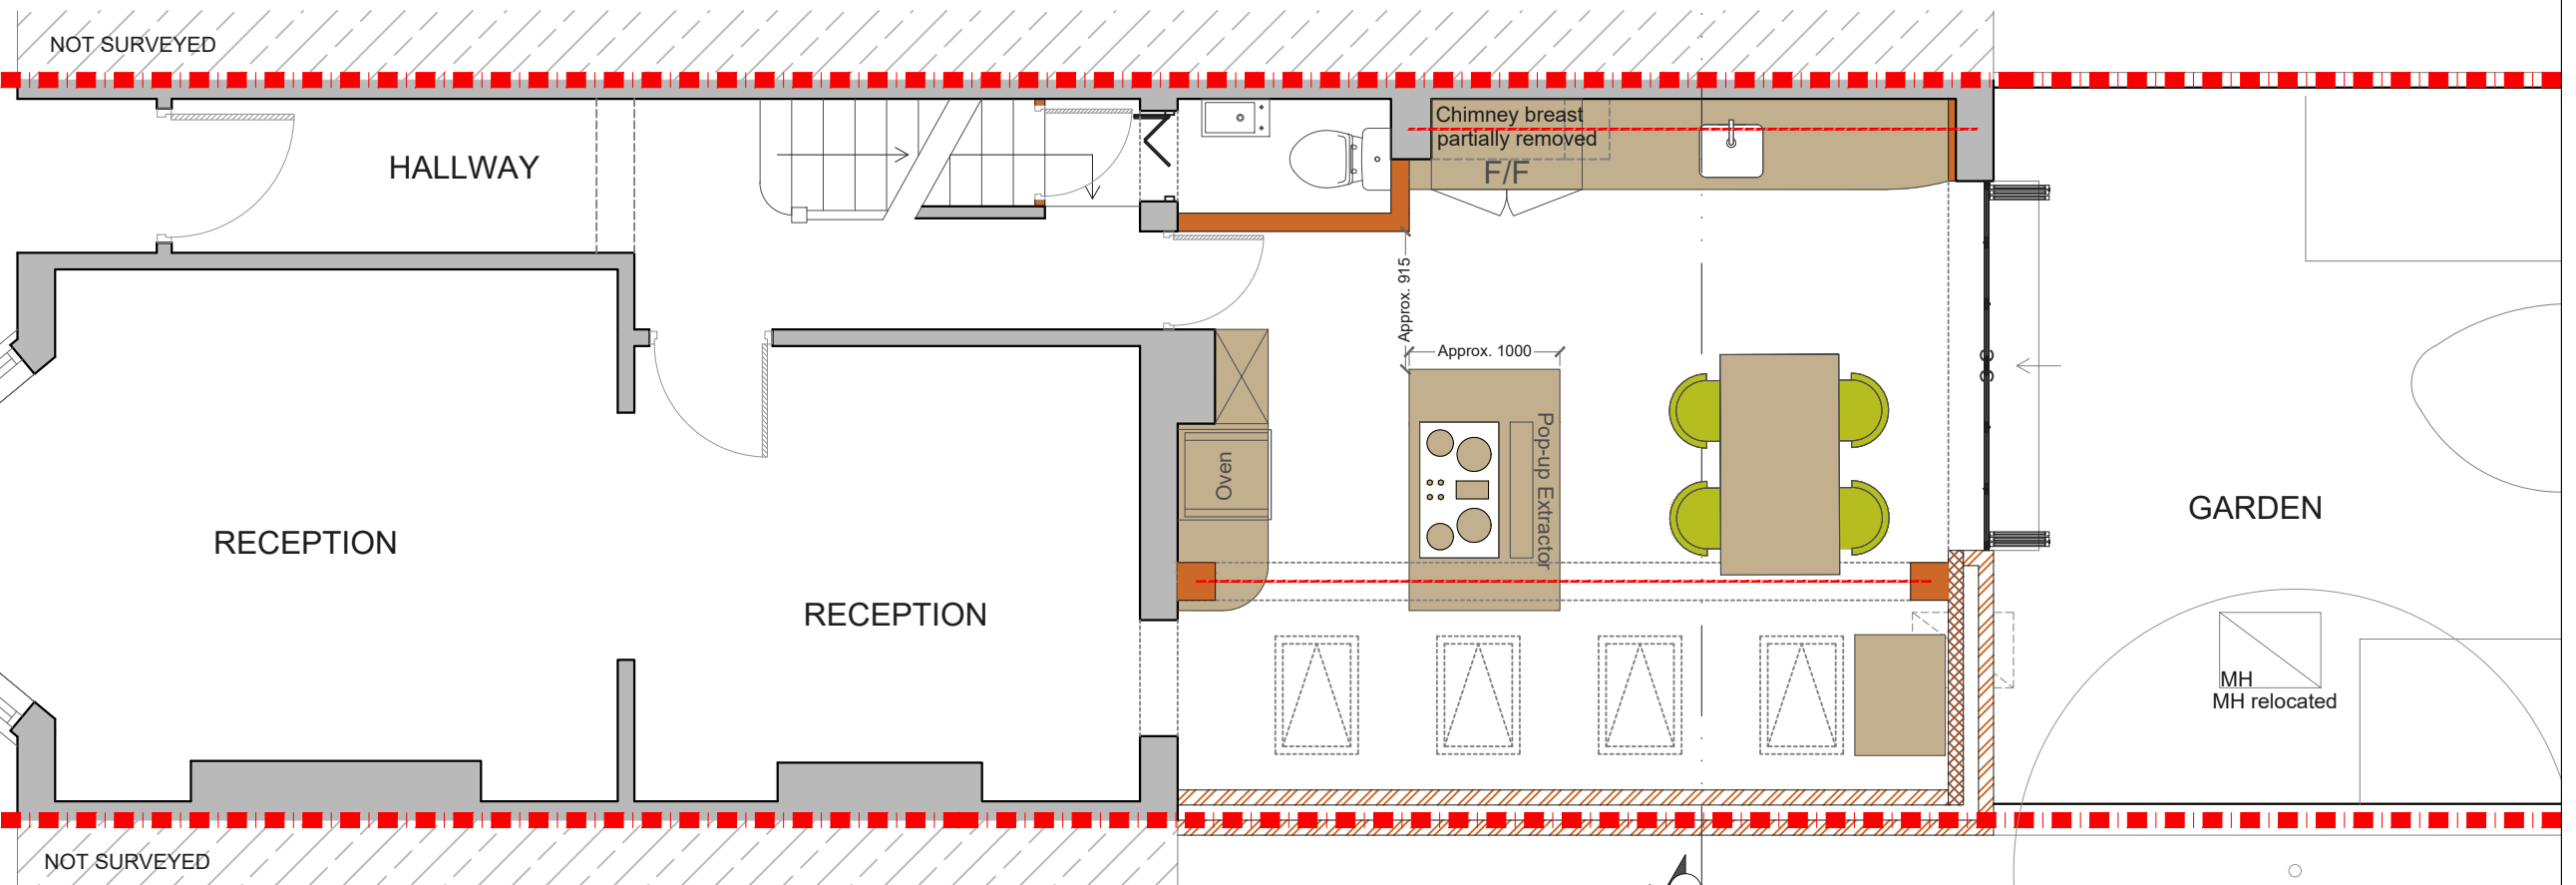 NOT SURVEYED
Chimney breast
partially removed
HALLWAY
F/F
Approx. 915
Approx. 1000
Pop-up Extractor
Oven
GARDEN
RECEPTION
RECEPTION
MH
MH relocated
NOT SURVEYED